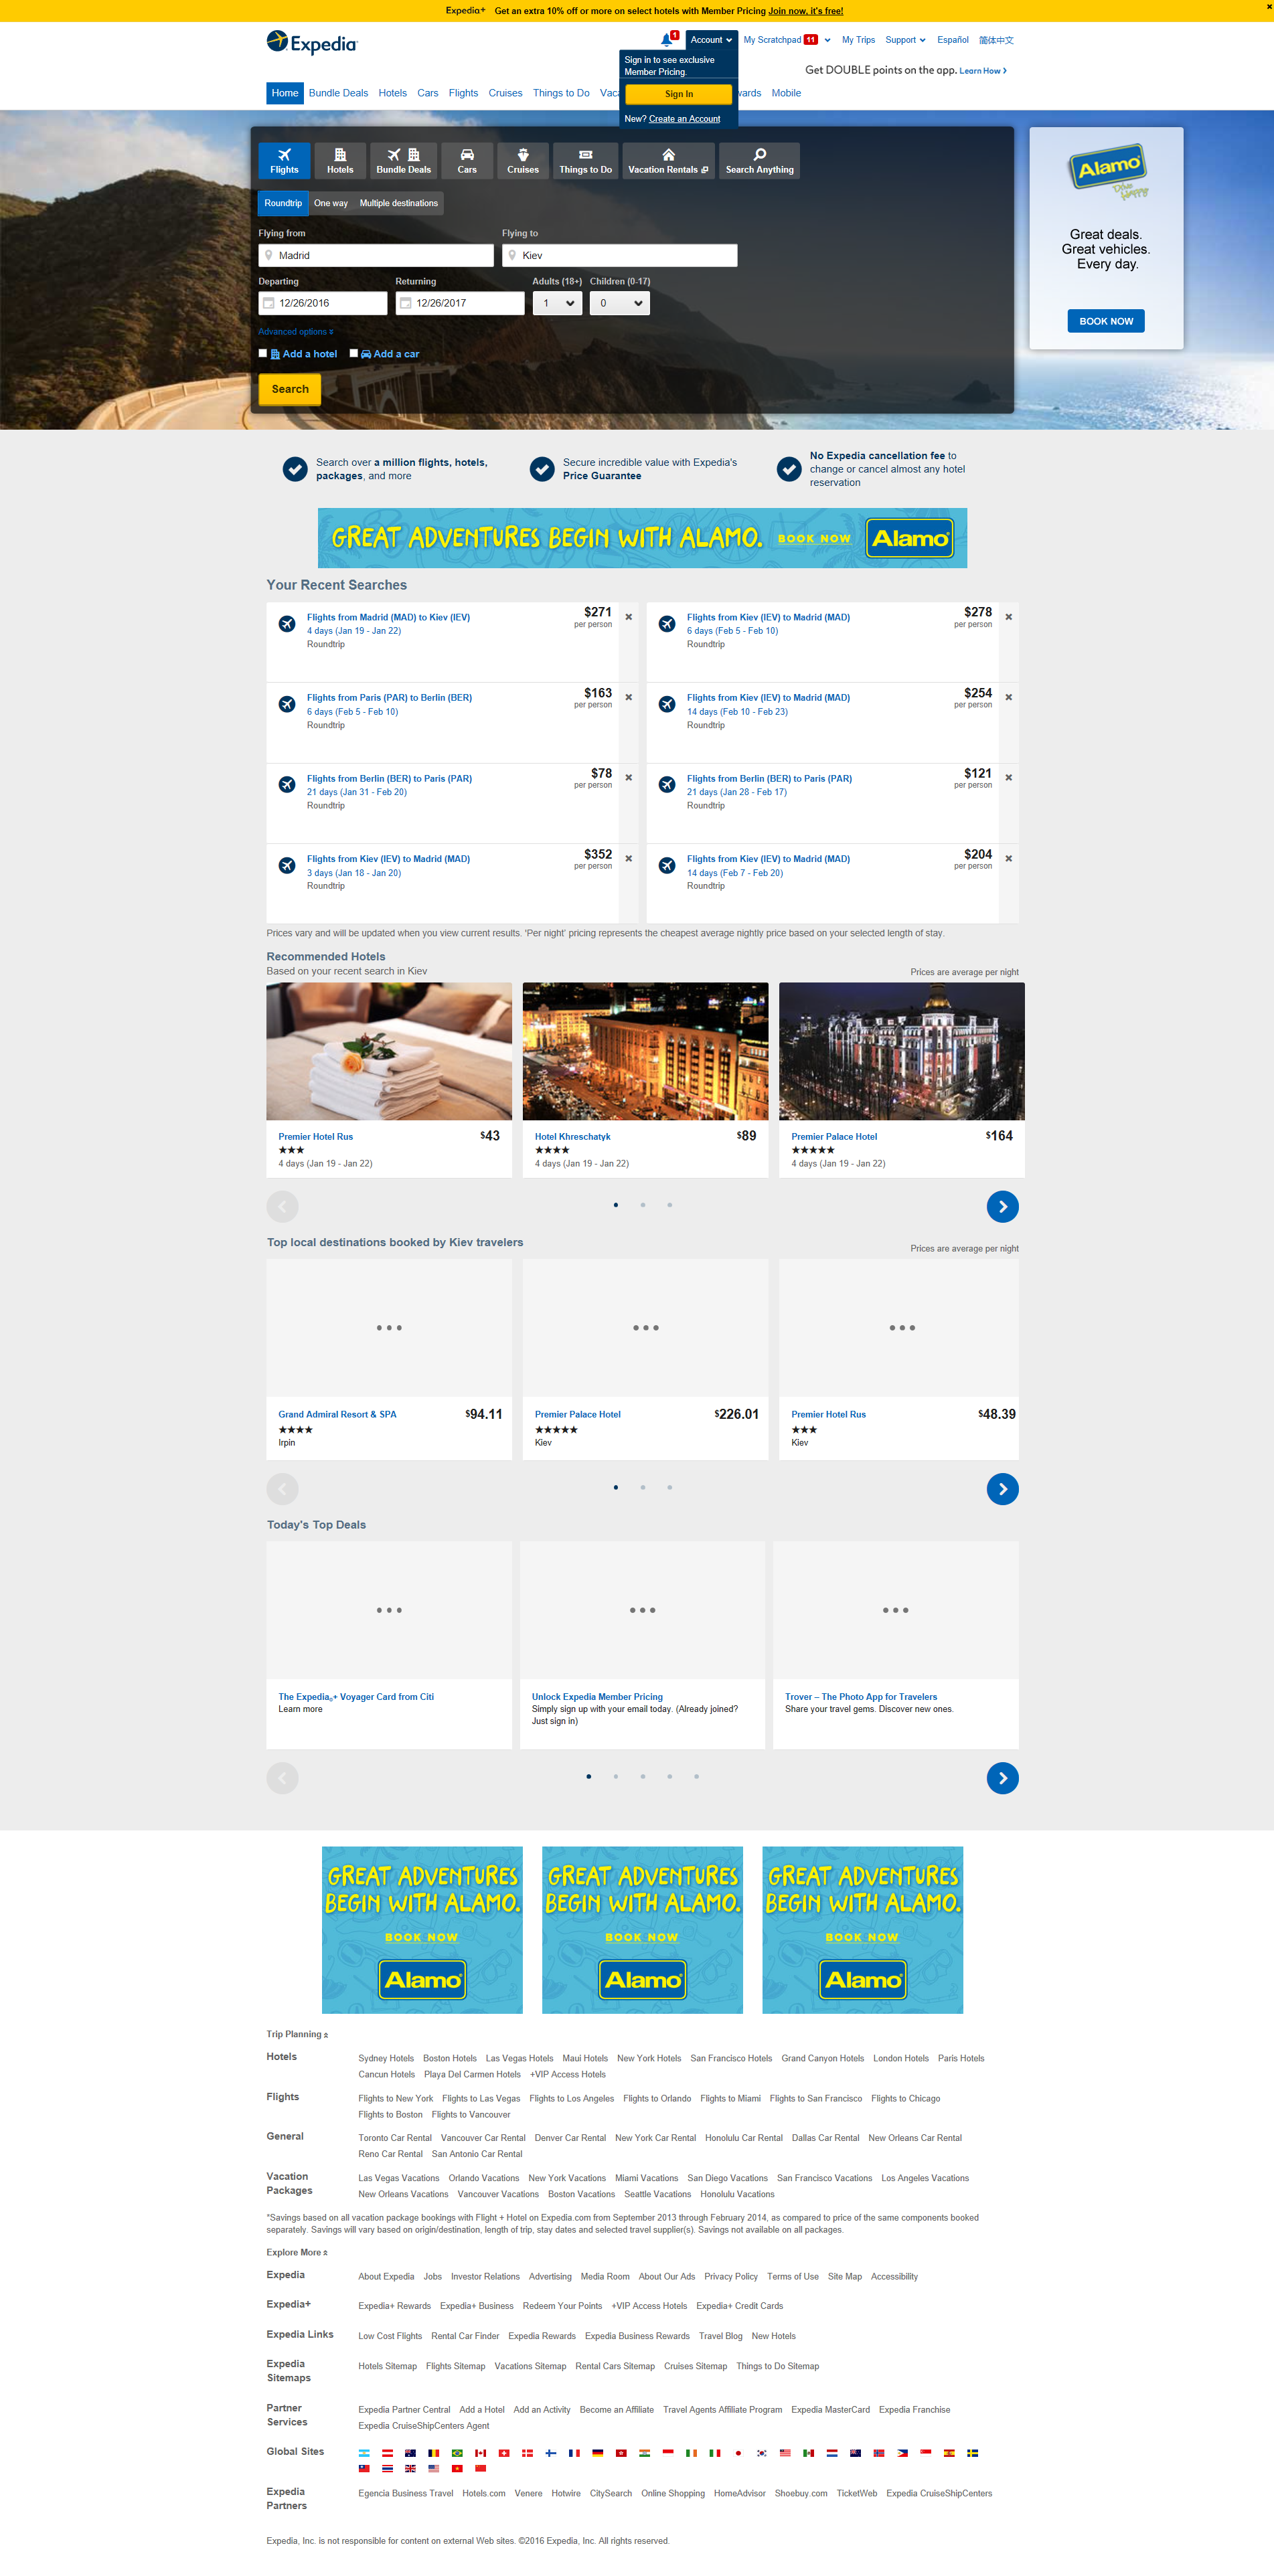 Expedia+ Get an extra 10% off or more on select hotels with Member Pricing Join now, it's free!
Expedia
1
Account
My Scratchpad 11
My Trips
Support
Español
简体中文
Sign in to see exclusive
Member Pricing.
Sign In
New? Create an Account
Get DOUBLE points on the app. Learn How
Home Bundle Deals Hotels Cars Flights Cruises Things to Do Vaca wards Mobile
Flights Hotels Bundle Deals Cars Cruises Things to Do Vacation Rentals Search Anything
Roundtrip One way Multiple destinations
Flying from Flying to
Madrid Kiev
Departing Returning Adults (18+) Children (0-17)
12/26/2016 12/26/2017 1 0
Advanced options
Add a hotel Add a car
Search
Alamo
Drive Happy
Great deals.
Great vehicles.
Every day.
BOOK NOW
Search over a million flights, hotels,
packages, and more
Secure incredible value with Expedia's
Price Guarantee
No Expedia cancellation fee to
change or cancel almost any hotel
reservation
GREAT ADVENTURES BEGIN WITH ALAMO. BOOK NOW Alamo
Your Recent Searches
Flights from Madrid (MAD) to Kiev (IEV) $271
4 days (Jan 19 - Jan 22) per person
Roundtrip
Flights from Kiev (IEV) to Madrid (MAD) $278
6 days (Feb 5 - Feb 10) per person
Roundtrip
Flights from Paris (PAR) to Berlin (BER) $163
6 days (Feb 5 - Feb 10) per person
Roundtrip
Flights from Kiev (IEV) to Madrid (MAD) $254
14 days (Feb 10 - Feb 23) per person
Roundtrip
Flights from Berlin (BER) to Paris (PAR) $78
21 days (Jan 31 - Feb 20) per person
Roundtrip
Flights from Berlin (BER) to Paris (PAR) $121
21 days (Jan 28 - Feb 17) per person
Roundtrip
Flights from Kiev (IEV) to Madrid (MAD) $352
3 days (Jan 18 - Jan 20) per person
Roundtrip
Flights from Kiev (IEV) to Madrid (MAD) $204
14 days (Feb 7 - Feb 20) per person
Roundtrip
Prices vary and will be updated when you view current results. 'Per night' pricing represents the cheapest average nightly price based on your selected length of stay.
Recommended Hotels
Based on your recent search in Kiev Prices are average per night
Premier Hotel Rus $43
4 days (Jan 19 - Jan 22)
Hotel Khreschatyk $89
4 days (Jan 19 - Jan 22)
Premier Palace Hotel $164
4 days (Jan 19 - Jan 22)
Top local destinations booked by Kiev travelers Prices are average per night
Grand Admiral Resort & SPA $94.11
Irpin
Premier Palace Hotel $226.01
Kiev
Premier Hotel Rus $48.39
Kiev
Today's Top Deals
The Expedia®+ Voyager Card from Citi
Learn more
Unlock Expedia Member Pricing
Simply sign up with your email today. (Already joined?
Just sign in)
Trover – The Photo App for Travelers
Share your travel gems. Discover new ones.
GREAT ADVENTURES
BEGIN WITH ALAMO.
BOOK NOW
Alamo
GREAT ADVENTURES
BEGIN WITH ALAMO.
BOOK NOW
Alamo
GREAT ADVENTURES
BEGIN WITH ALAMO.
BOOK NOW
Alamo
Trip Planning
Hotels Sydney Hotels Boston Hotels Las Vegas Hotels Maui Hotels New York Hotels San Francisco Hotels Grand Canyon Hotels London Hotels Paris Hotels
Cancun Hotels Playa Del Carmen Hotels +VIP Access Hotels
Flights Flights to New York Flights to Las Vegas Flights to Los Angeles Flights to Orlando Flights to Miami Flights to San Francisco Flights to Chicago
Flights to Boston Flights to Vancouver
General Toronto Car Rental Vancouver Car Rental Denver Car Rental New York Car Rental Honolulu Car Rental Dallas Car Rental New Orleans Car Rental
Reno Car Rental San Antonio Car Rental
Vacation Packages Las Vegas Vacations Orlando Vacations New York Vacations Miami Vacations San Diego Vacations San Francisco Vacations Los Angeles Vacations
New Orleans Vacations Vancouver Vacations Boston Vacations Seattle Vacations Honolulu Vacations
*Savings based on all vacation package bookings with Flight + Hotel on Expedia.com from September 2013 through February 2014, as compared to price of the same components booked
separately. Savings will vary based on origin/destination, length of trip, stay dates and selected travel supplier(s). Savings not available on all packages.
Explore More
Expedia About Expedia Jobs Investor Relations Advertising Media Room About Our Ads Privacy Policy Terms of Use Site Map Accessibility
Expedia+ Expedia+ Rewards Expedia+ Business Redeem Your Points +VIP Access Hotels Expedia+ Credit Cards
Expedia Links Low Cost Flights Rental Car Finder Expedia Rewards Expedia Business Rewards Travel Blog New Hotels
Expedia Sitemaps Hotels Sitemap Flights Sitemap Vacations Sitemap Rental Cars Sitemap Cruises Sitemap Things to Do Sitemap
Partner Services Expedia Partner Central Add a Hotel Add an Activity Become an Affiliate Travel Agents Affiliate Program Expedia MasterCard Expedia Franchise
Expedia CruiseShipCenters Agent
Global Sites
Expedia Partners Egencia Business Travel Hotels.com Venere Hotwire CitySearch Online Shopping HomeAdvisor Shoebuy.com TicketWeb Expedia CruiseShipCenters
Expedia, Inc. is not responsible for content on external Web sites. ©2016 Expedia, Inc. All rights reserved.